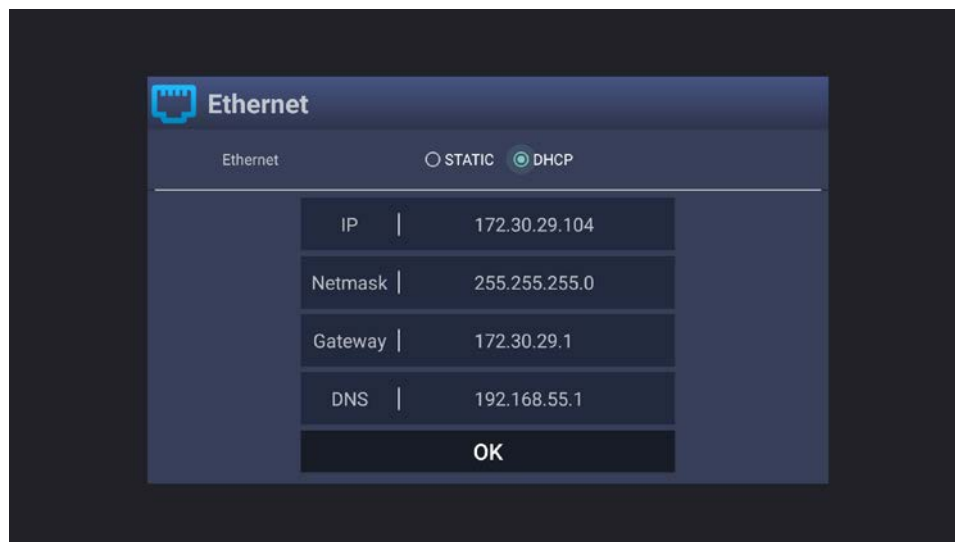 Ethernet
Ethernet STATIC DHCP
IP 172.30.29.104
Netmask 255.255.255.0
Gateway 172.30.29.1
DNS 192.168.55.1
OK